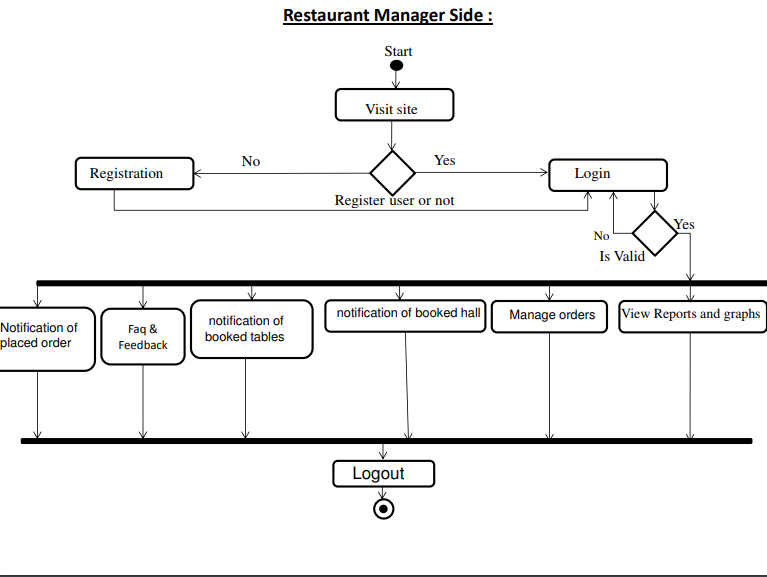 Restaurant Manager Side :
Start
Visit site
No
Yes
Registration
Login
Register user or not
No
Yes
Is Valid
Notification of
placed order
Faq &
Feedback
notification of
booked tables
notification of booked hall
Manage orders
View Reports and graphs
Logout